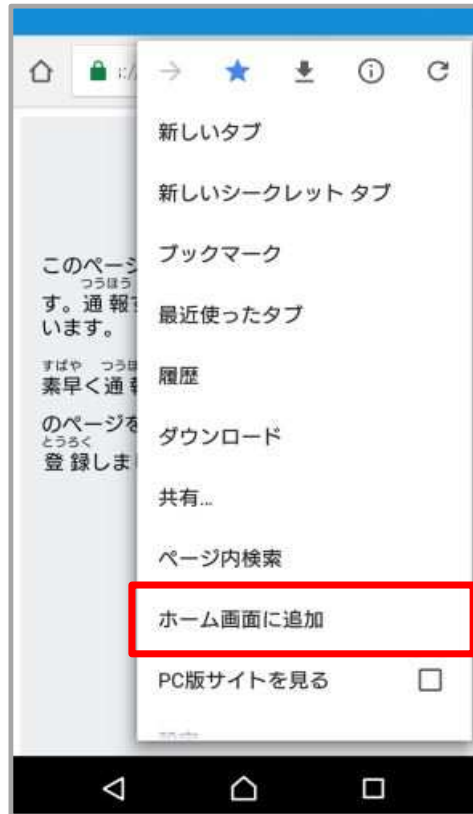 新しいタブ
新しいシークレット タブ
ブックマーク
最近使ったタブ
履歴
ダウンロード
共有...
ページ内検索
ホーム画面に追加
PC版サイトを見る
このページ
つうほう
す。通報
います。
すばや つうほ
素早く通
のページを
とうろく
登録しま